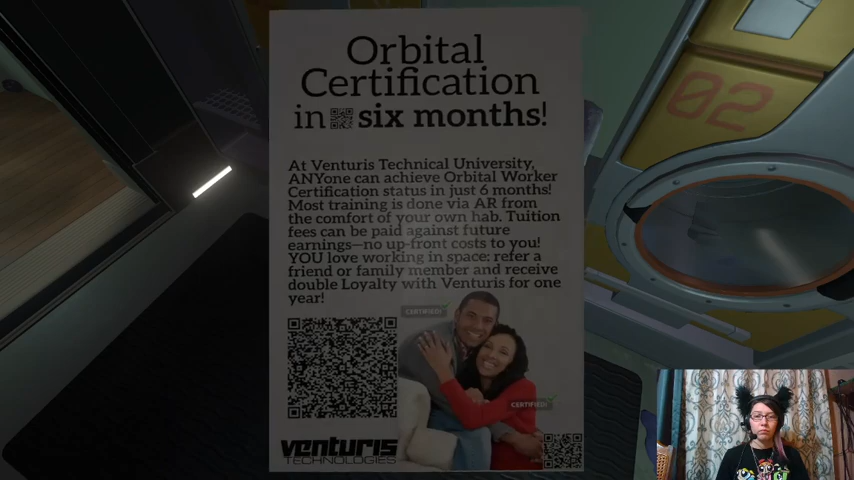 Orbital
Certification
in six months!
At Venturis Technical University,
ANYone can achieve Orbital Worker
Certification status in just 6 months!
Most training is done via AR from
the comfort of your own hab. Tuition
fees can be paid against future
earnings—no up-front costs to you!
YOU love working in space: refer a
friend or family member and receive
double Loyalty with Venturis for one
year!
CERTIFIED!
CERTIFIED!
venturis
TECHNOLOGIES
02